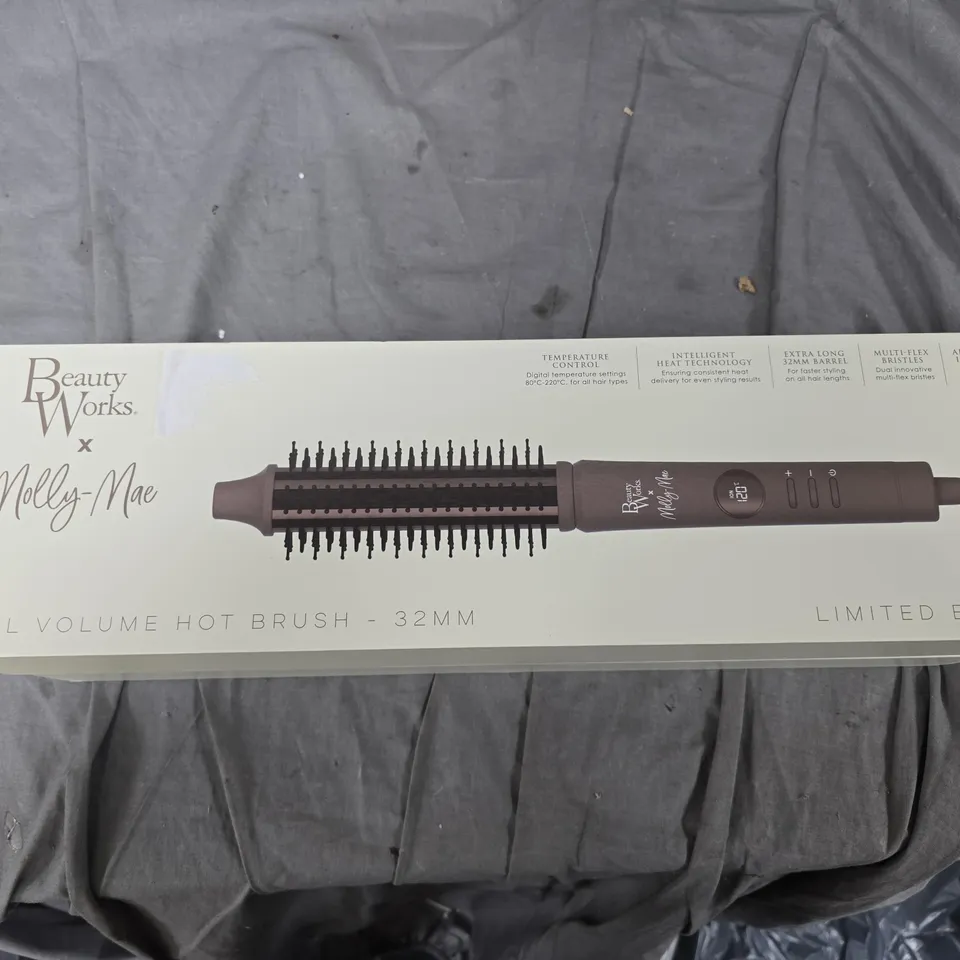 Beauty
Works
x
Molly-Mae
TEMPERATURE
CONTROL
Digital temperature settings
80°C-220°C, for all hair types
INTELLIGENT
HEAT TECHNOLOGY
Ensuring consistent heat
delivery for even styling results
EXTRA LONG
32MM BARREL
For faster styling
on all hair lengths
MULTI-FLEX
BRISTLES
Dual innovative
multi-flex bristles
Beauty
Works
x
Molly-Mae
120°C
L VOLUME HOT BRUSH - 32MM
LIMITED E